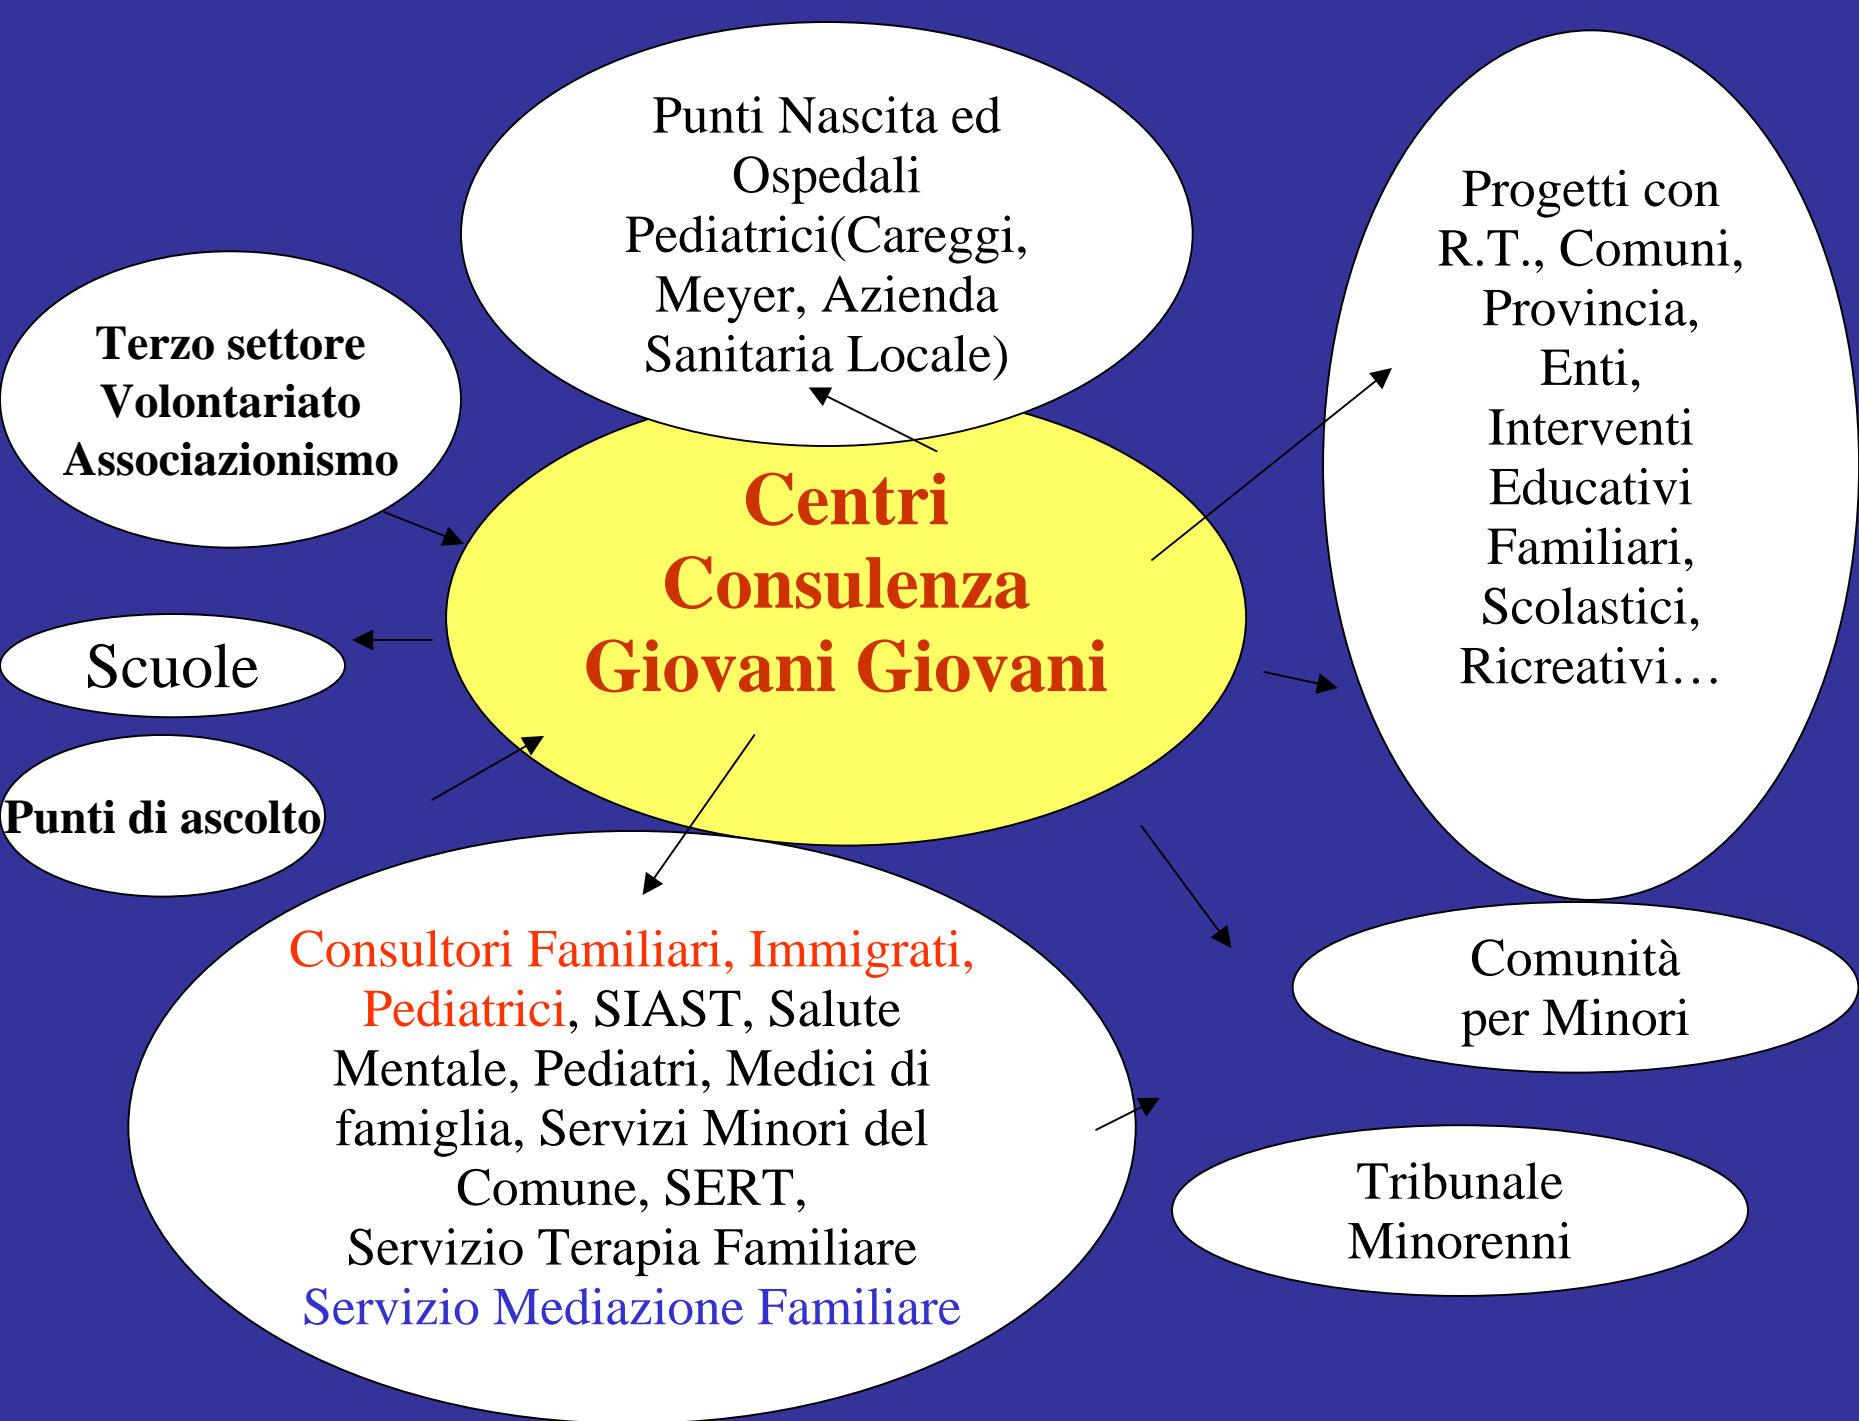 Punti Nascita ed
Ospedali
Pediatrici(Careggi,
Meyer, Azienda
Sanitaria Locale)
Progetti con
R.T., Comuni,
Provincia,
Enti,
Interventi
Educativi
Familiari,
Scolastici,
Ricreativi…
Terzo settore
Volontariato
Associazionismo
Centri
Consulenza
Giovani Giovani
Scuole
Punti di ascolto
Consultori Familiari, Immigrati,
Pediatrici, SIAST, Salute
Mentale, Pediatri, Medici di
famiglia, Servizi Minori del
Comune, SERT,
Servizio Terapia Familiare
Servizio Mediazione Familiare
Comunità
per Minori
Tribunale
Minorenni